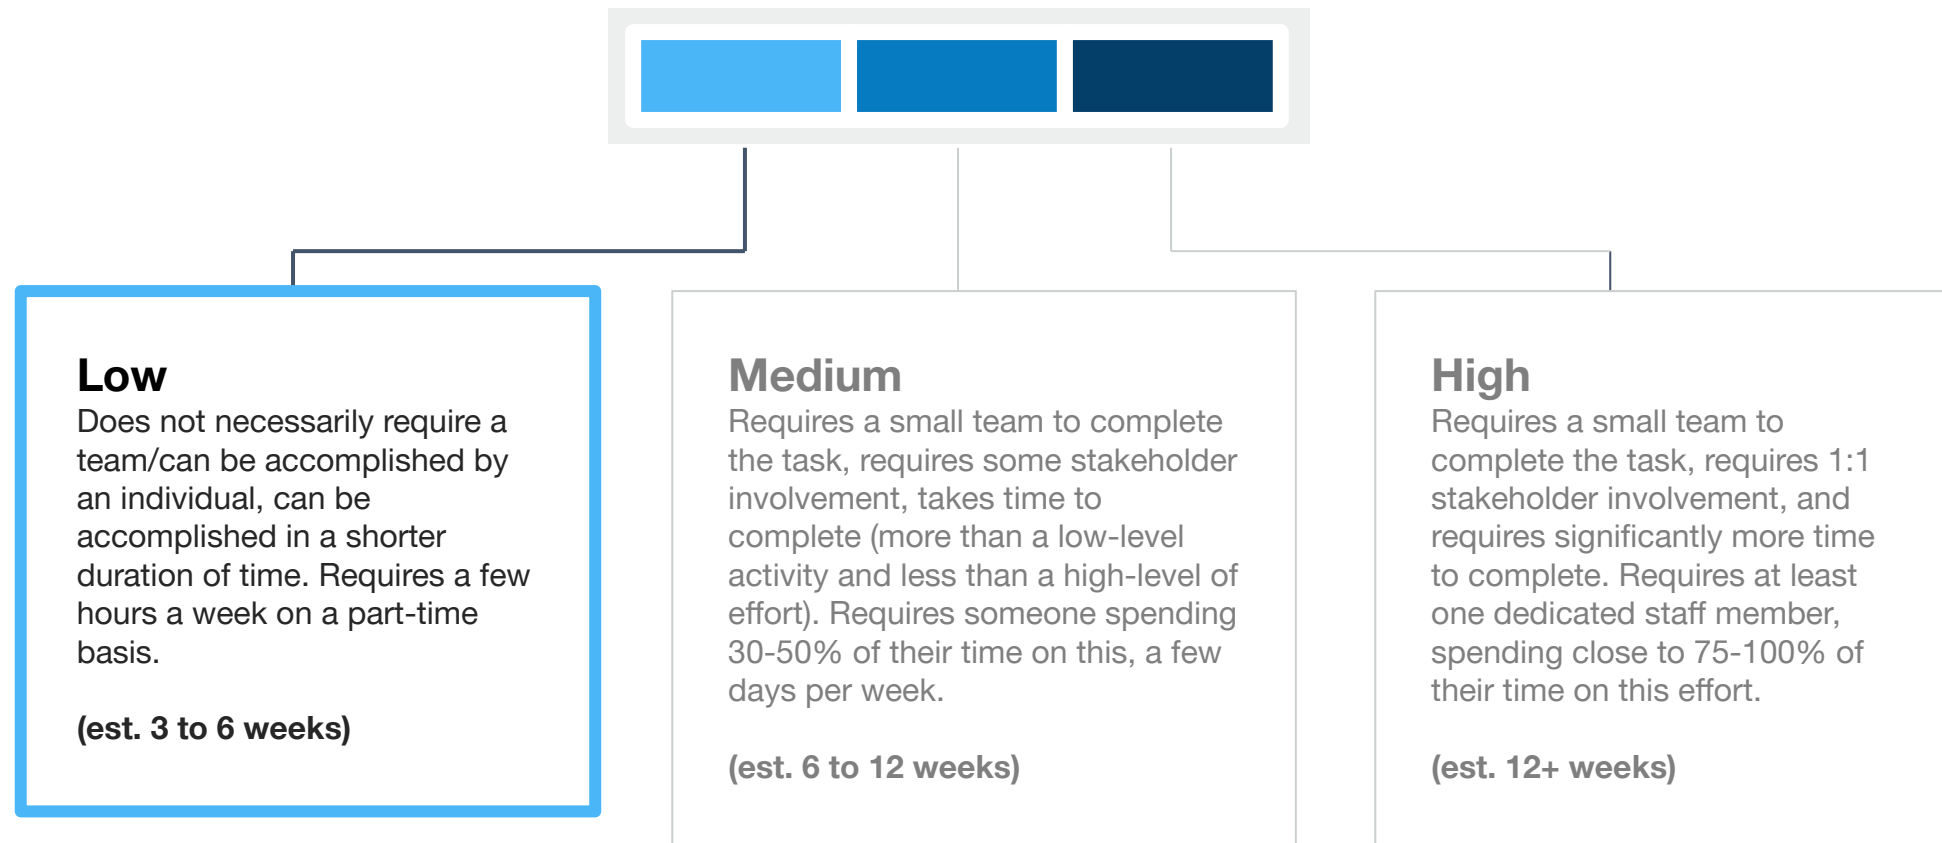 Low
Does not necessarily require a
team/can be accomplished by
an individual, can be
accomplished in a shorter
duration of time. Requires a few
hours a week on a part-time
basis.
(est. 3 to 6 weeks)
Medium
Requires a small team to complete
the task, requires some stakeholder
involvement, takes time to
complete (more than a low-level
activity and less than a high-level of
effort). Requires someone spending
30-50% of their time on this, a few
days per week.
(est. 6 to 12 weeks)
High
Requires a small team to
complete the task, requires 1:1
stakeholder involvement, and
requires significantly more time
to complete. Requires at least
one dedicated staff member,
spending close to 75-100% of
their time on this effort.
(est. 12+ weeks)